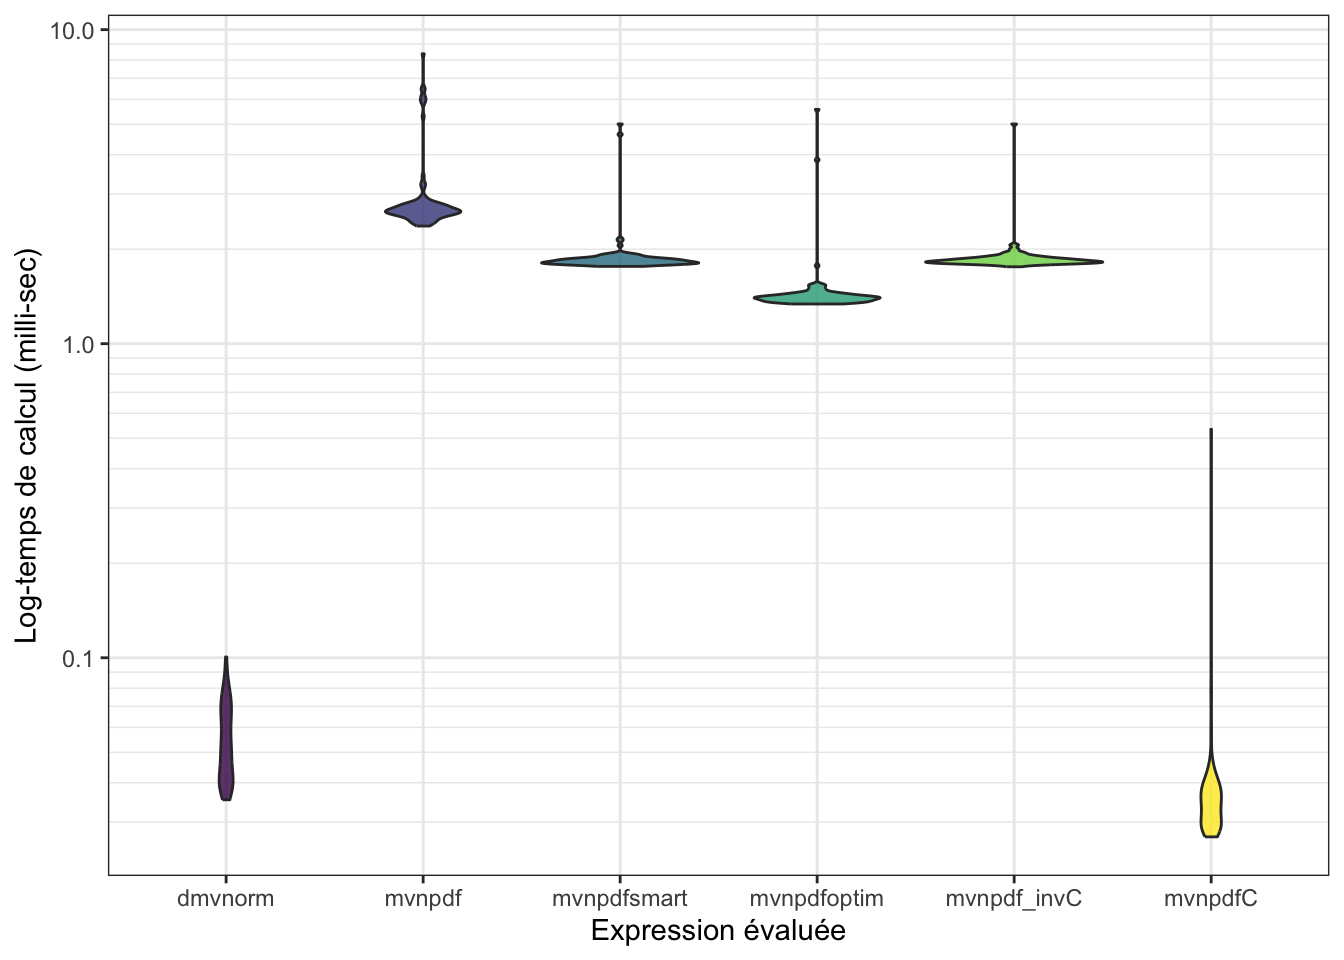 Log-temps de calcul (milli-sec)
10.0
1.0
0.1
dmvnorm mvnpdf mvnpdfsmart mvnpdfoptim mvnpdf_invC mvnpdfC
Expression évaluée